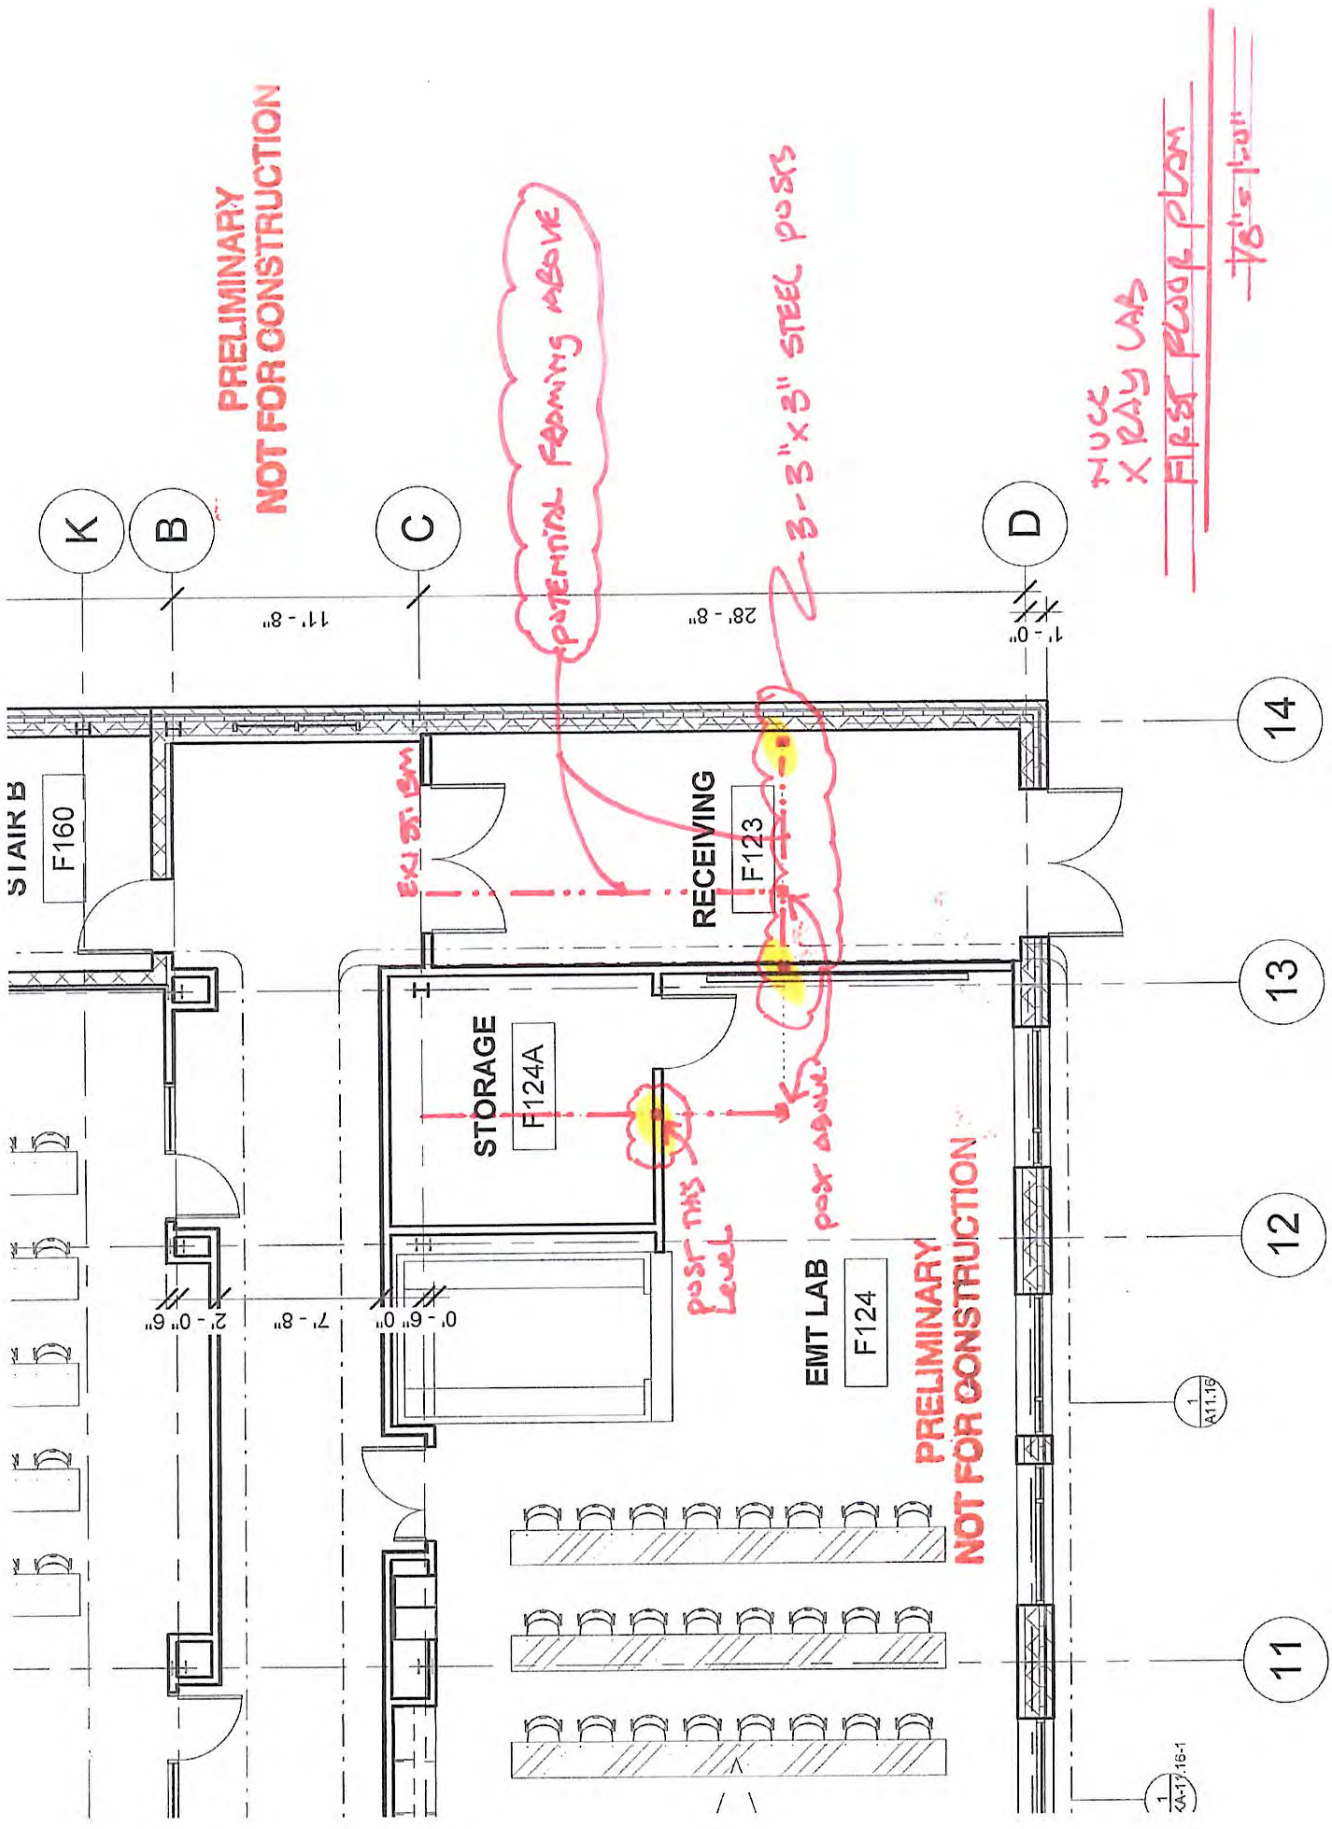 PRELIMINARY
NOT FOR CONSTRUCTION
K
B
C
D
11' - 8"
28' - 8"
1' - 0"
STAIR B
F160
EXIST. BM
POTENTIAL FRAMING ABOVE
3-3"x3" STEEL POSTS
RECEIVING
F123
STORAGE
F124A
POST THIS
LEVEL
POST ABOVE
EMT LAB
F124
PRELIMINARY
NOT FOR CONSTRUCTION
0' - 6"
2' - 0"
7' - 8"
0' - 6"
14
13
12
11
1
A11.16
1
X RAY LAB
FIRST FLOOR PLAN
1/8"=1'-0"